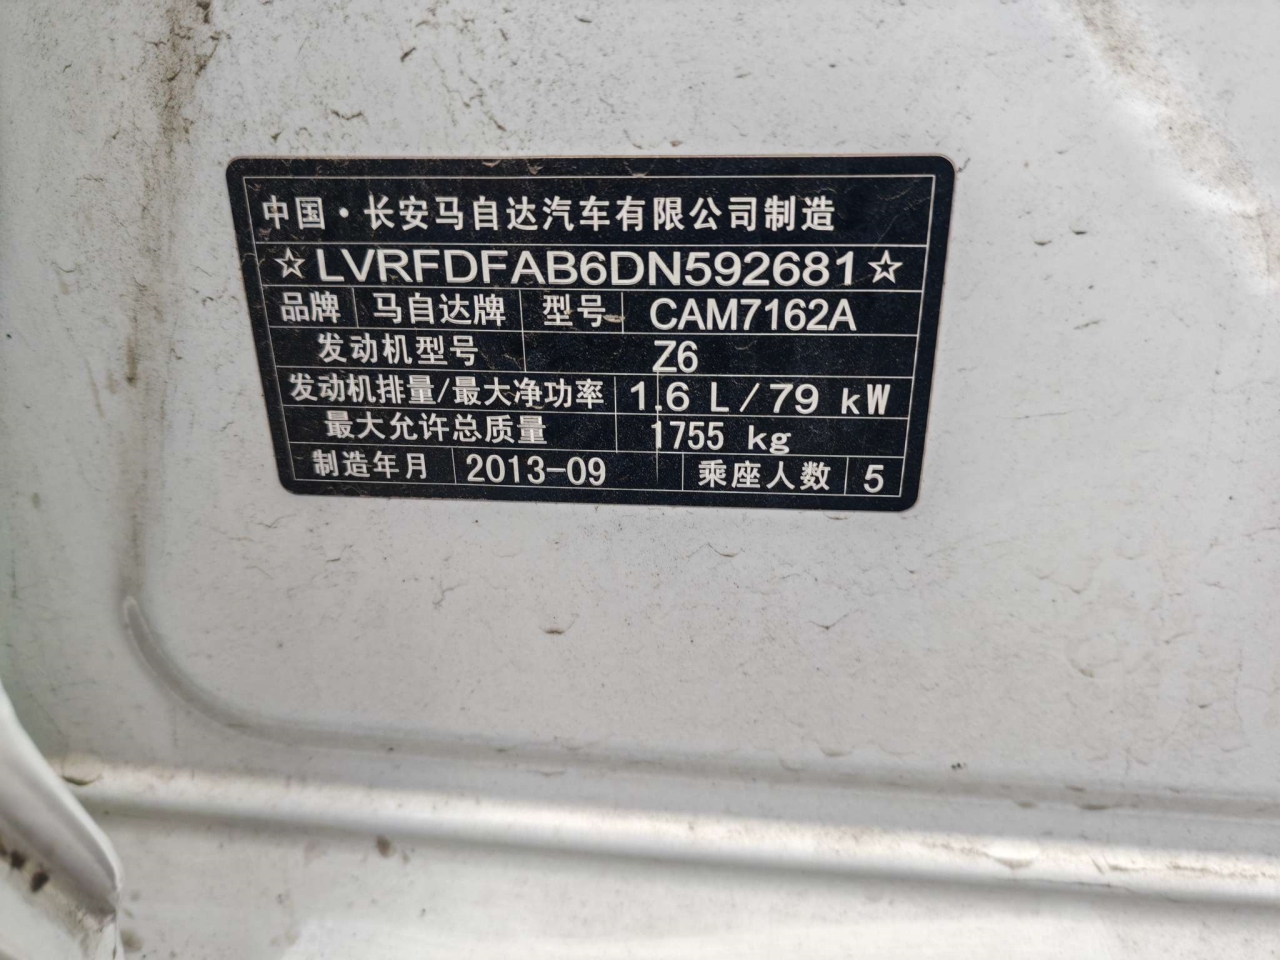 中国·长安马自达汽车有限公司制造
☆LVRFDFAB6DN592681☆
品牌 马自达牌 型号 CAM7162A
发动机型号 Z6
发动机排量/最大净功率 1.6 L/79 kW
最大允许总质量 1755 kg
制造年月 2013-09 乘座人数 5